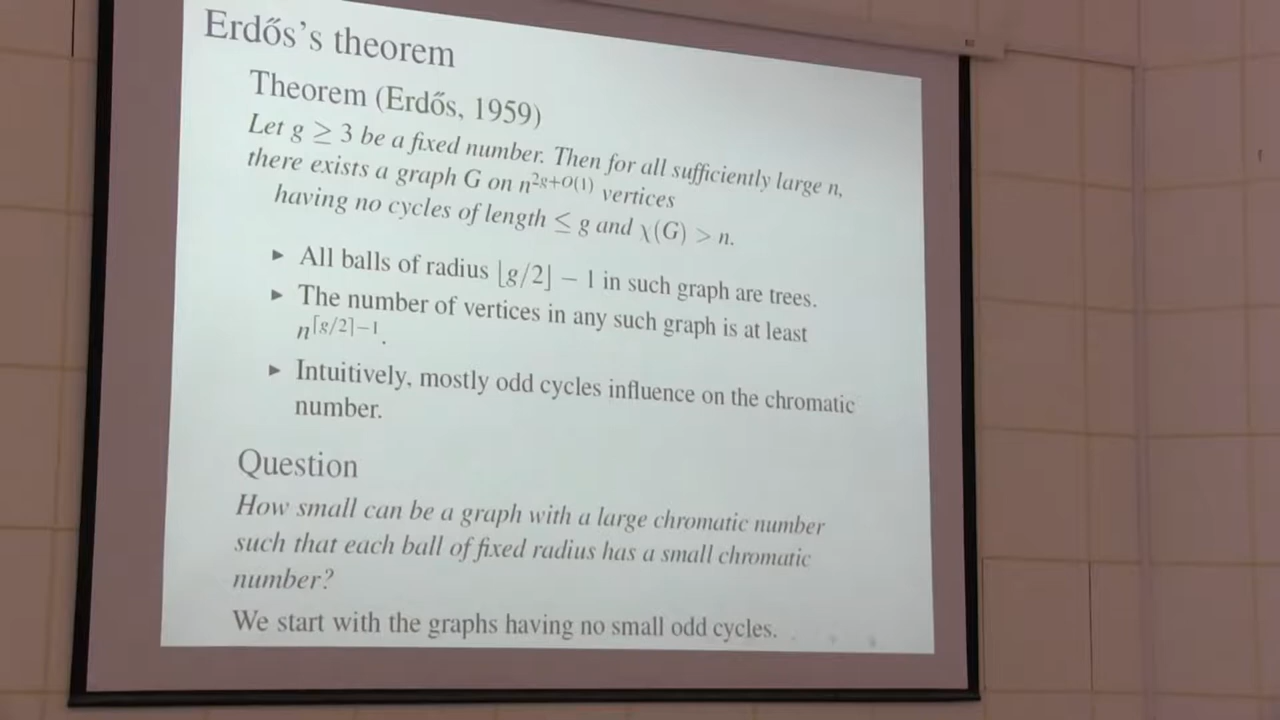 Erdős's theorem
Theorem (Erdős, 1959)
Let g ≥ 3 be a fixed number. Then for all sufficiently large n,
there exists a graph G on n^{2g+o(1)} vertices
having no cycles of length ≤ g and χ(G) > n.
▶ All balls of radius ⌊g/2⌋ − 1 in such graph are trees.
▶ The number of vertices in any such graph is at least
n^{⌈g/2⌉−1}.
▶ Intuitively, mostly odd cycles influence on the chromatic
number.
Question
How small can be a graph with a large chromatic number
such that each ball of fixed radius has a small chromatic
number?
We start with the graphs having no small odd cycles.